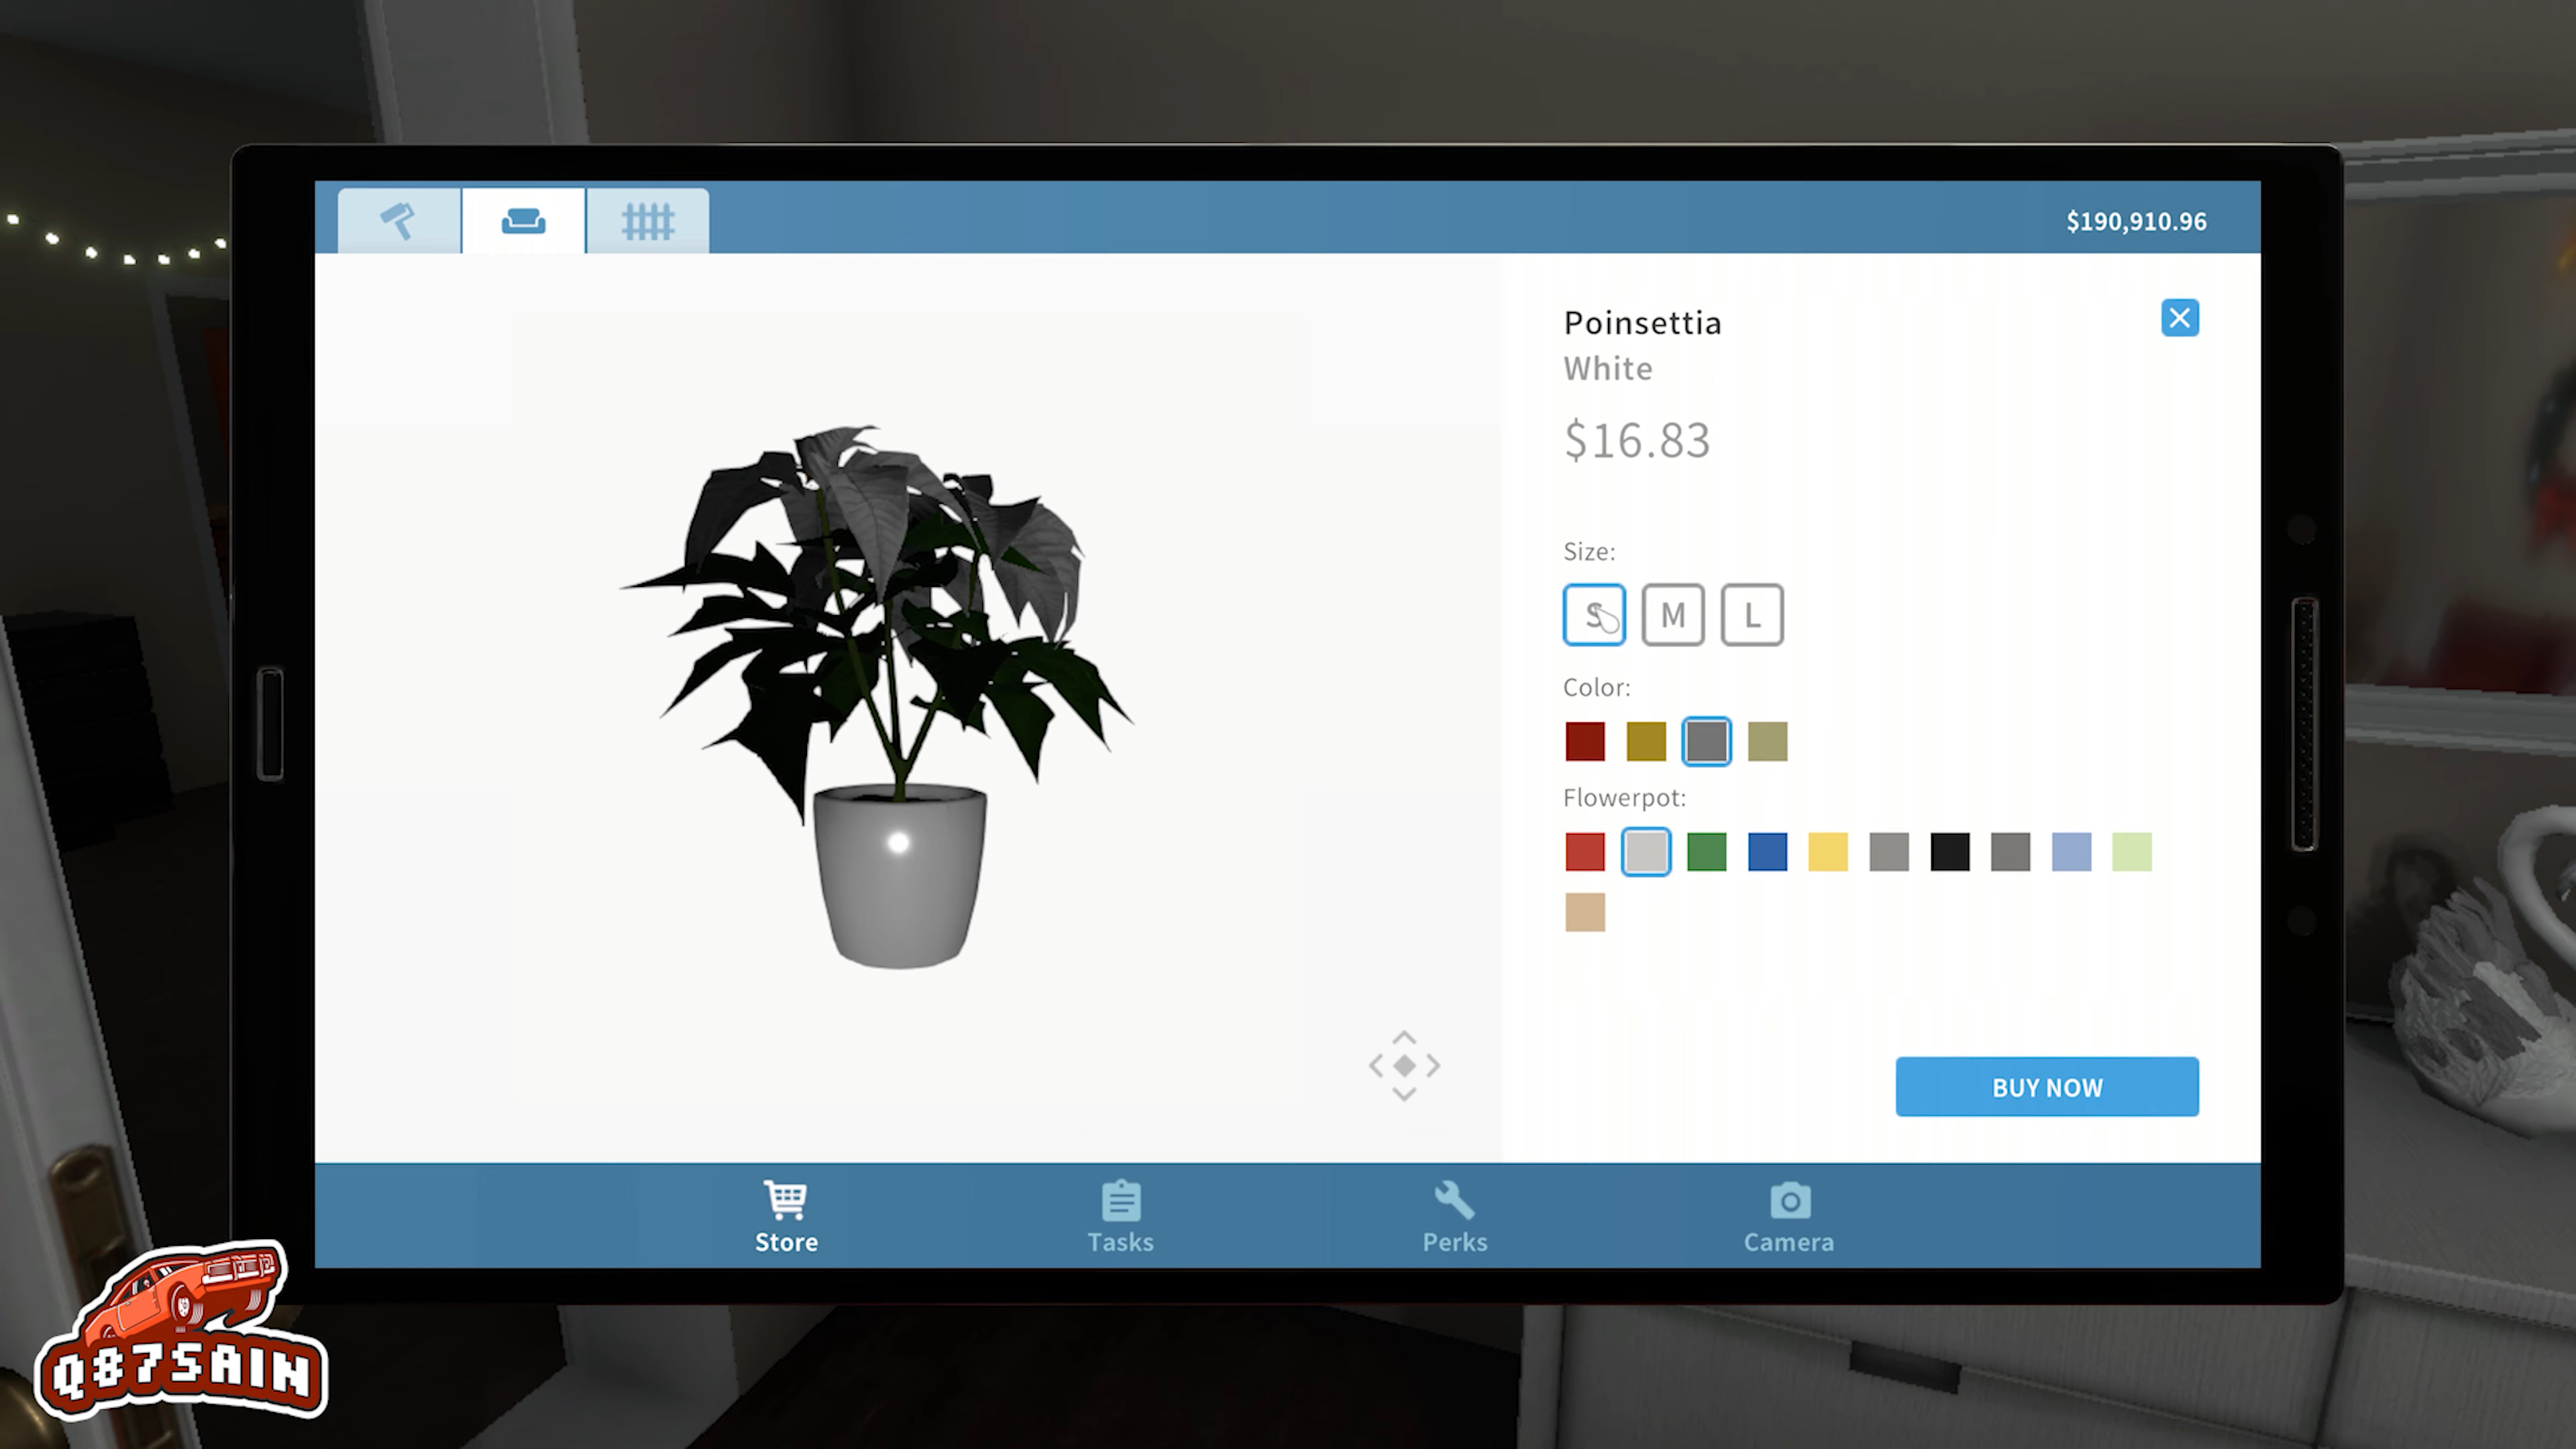 $190,910.96
Poinsettia
White
$16.83
Size:
S
M
L
Color:
Flowerpot:
BUY NOW
Store
Tasks
Perks
Camera
Q87SAIN